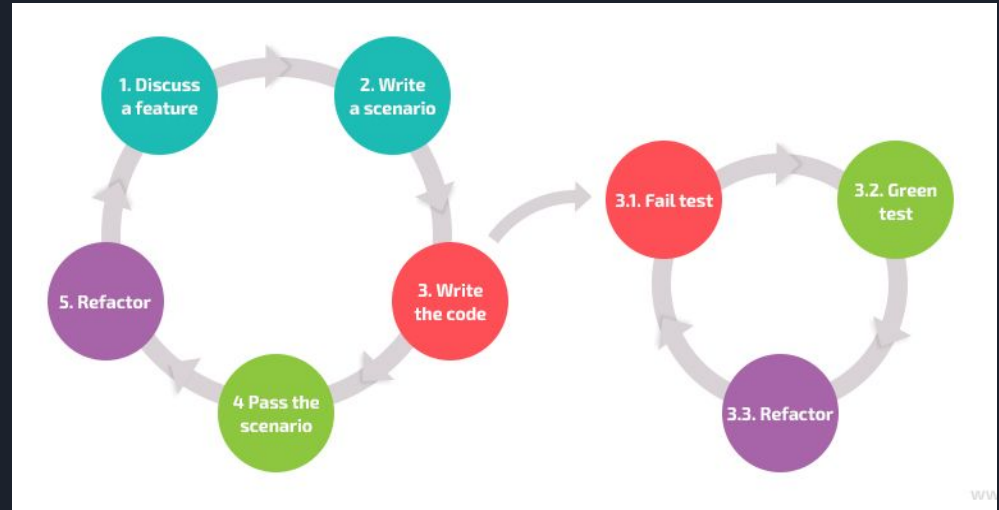 1. Discuss
a feature
2. Write
a scenario
3. Write
the code
4 Pass the
scenario
5. Refactor
3.1. Fail test
3.2. Green
test
3.3. Refactor